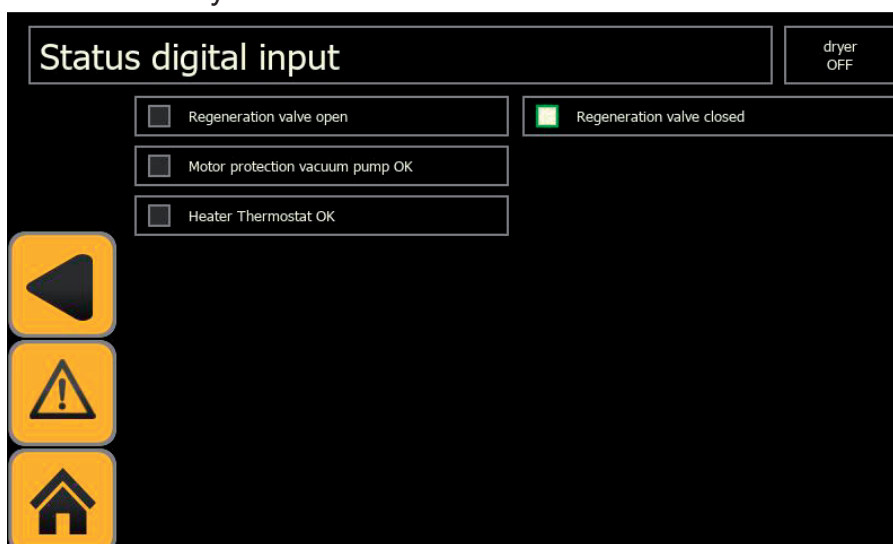 Status digital input
dryer
OFF
Regeneration valve open
Regeneration valve closed
Motor protection vacuum pump OK
Heater Thermostat OK